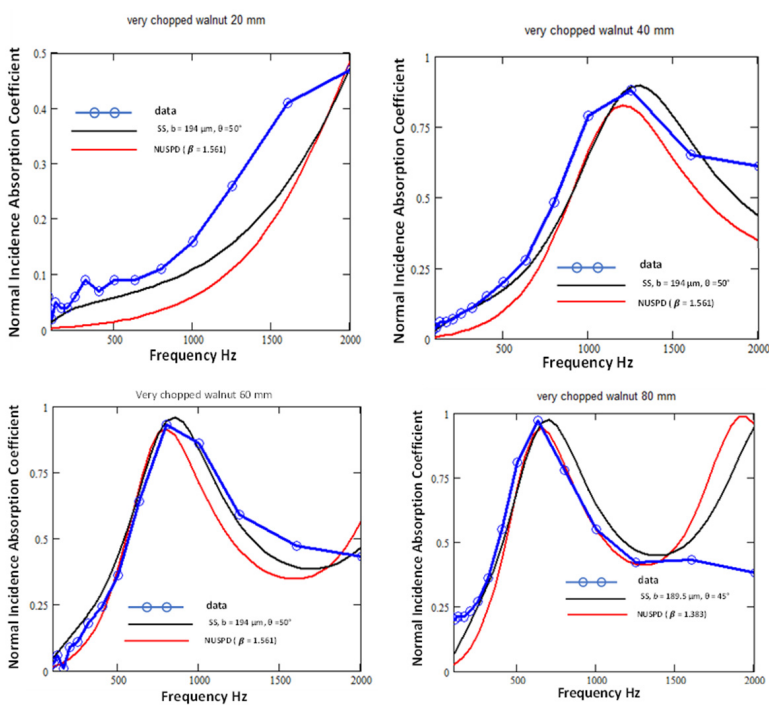 very chopped walnut 20 mm
Normal Incidence Absorption Coefficient
0.5
0.4
0.3
0.2
0.1
0
data
SS, b = 194 µm, θ =50°
NUSPD ( β = 1.561)
500
1000
1500
2000
Frequency Hz
very chopped walnut 40 mm
Normal Incidence Absorption Coefficient
1
0.75
0.5
0.25
0
data
SS, b = 194 µm, θ =50°
NUSPD ( β = 1.561)
500
1000
1500
2000
Frequency Hz
Very chopped walnut 60 mm
Normal Incidence Absorption Coefficient
1
0.75
0.5
0.25
0
data
SS, b = 194 µm, θ =50°
NUSPD ( β = 1.561)
500
1000
1500
2000
Frequency Hz
very chopped walnut 80 mm
Normal Incidence Absorption Coefficient
1
0.75
0.5
0.25
0
data
SS, b = 189.5 µm, θ = 45°
NUSPD ( β = 1.383)
500
1000
1500
2000
Frequency Hz